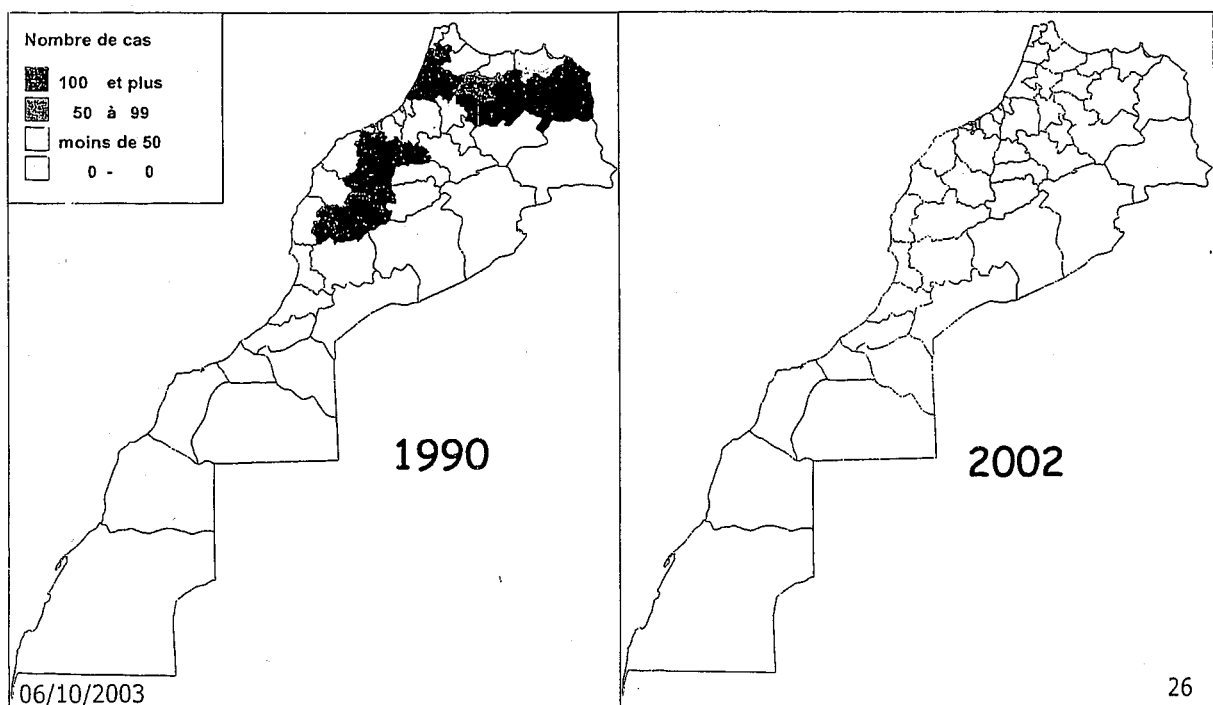 Nombre de cas
100 et plus
50 à 99
moins de 50
0 - 0
1990
2002
06/10/2003
26